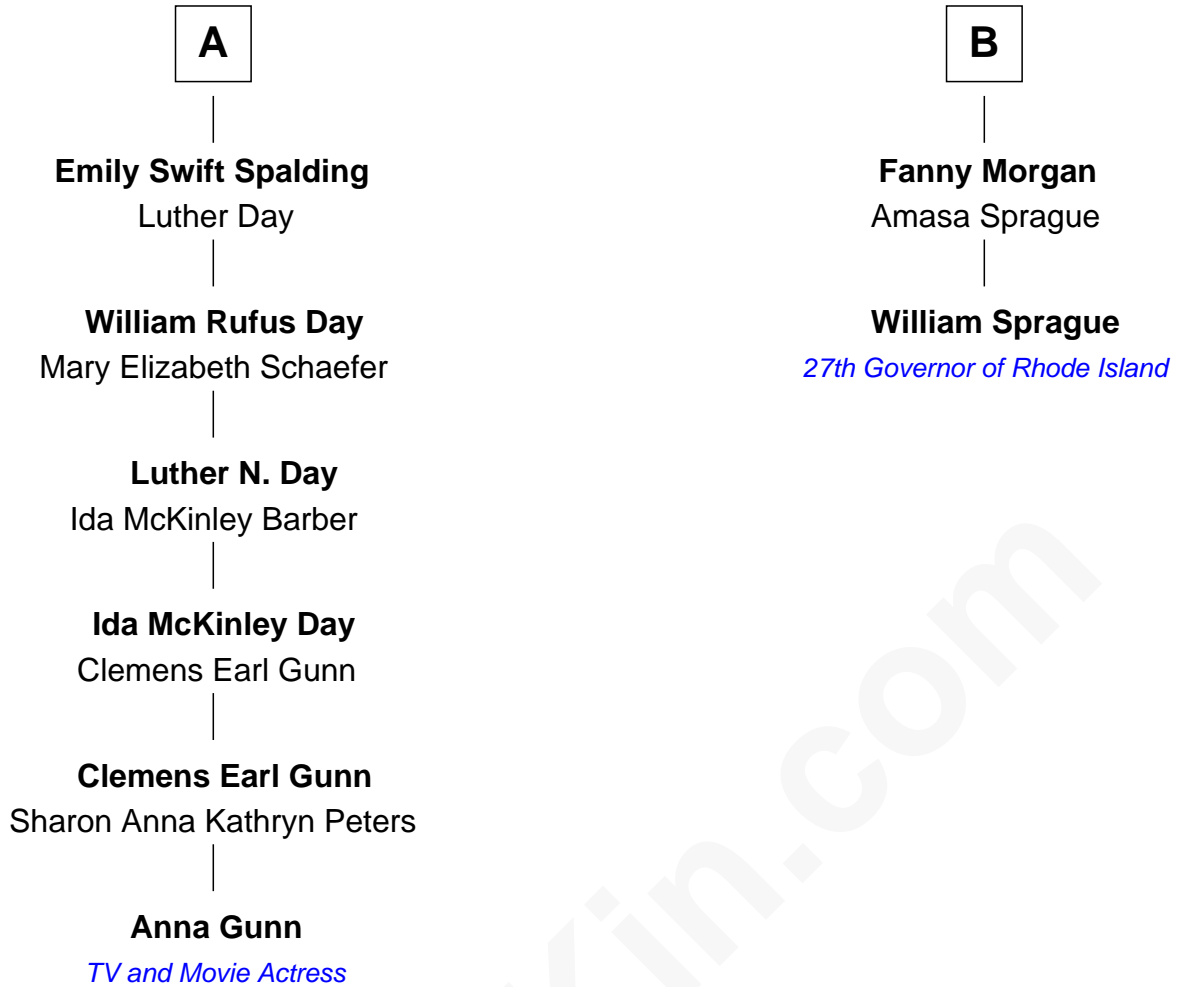 A
Emily Swift Spalding
Luther Day
William Rufus Day
Mary Elizabeth Schaefer
Luther N. Day
Ida McKinley Barber
Ida McKinley Day
Clemens Earl Gunn
Clemens Earl Gunn
Sharon Anna Kathryn Peters
Anna Gunn
TV and Movie Actress
B
Fanny Morgan
Amasa Sprague
William Sprague
27th Governor of Rhode Island
Kin.com